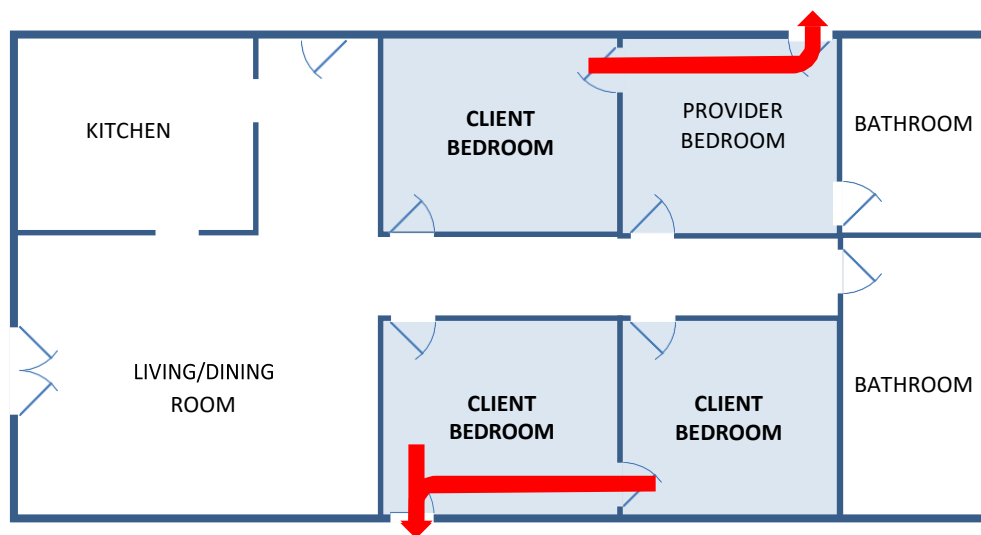 KITCHEN
CLIENT
BEDROOM
PROVIDER
BEDROOM
BATHROOM
LIVING/DINING
ROOM
CLIENT
BEDROOM
CLIENT
BEDROOM
BATHROOM